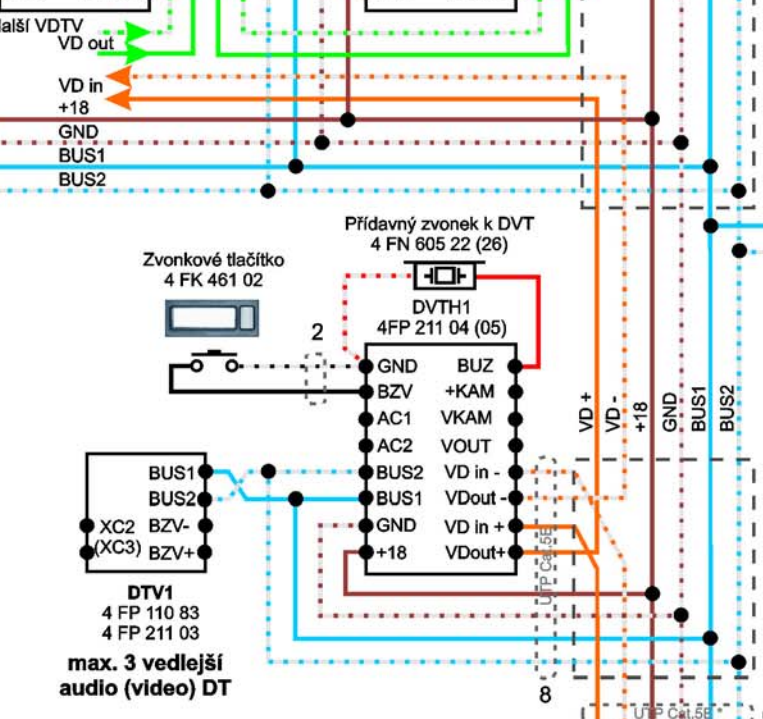 alší VDTV
VD out
VD in
+18
GND
BUS1
BUS2
Přídavný zvonek k DVT
4 FN 605 22 (26)
Zvonkové tlačítko
4 FK 461 02
DVTH1
4FP 211 04 (05)
2
GND
BUZ
BZV
+KAM
AC1
VKAM
AC2
VOUT
BUS2
VD in -
BUS1
VDout -
GND
VD in +
+18
VDout+
VD +
VD -
+18
GND
BUS1
BUS2
BUS1
BUS2
XC2
BZV-
(XC3)
BZV+
DTV1
4 FP 110 83
4 FP 211 03
max. 3 vedlejší
audio (video) DT
UTP Cat.5E
8
UTP Cat.5E